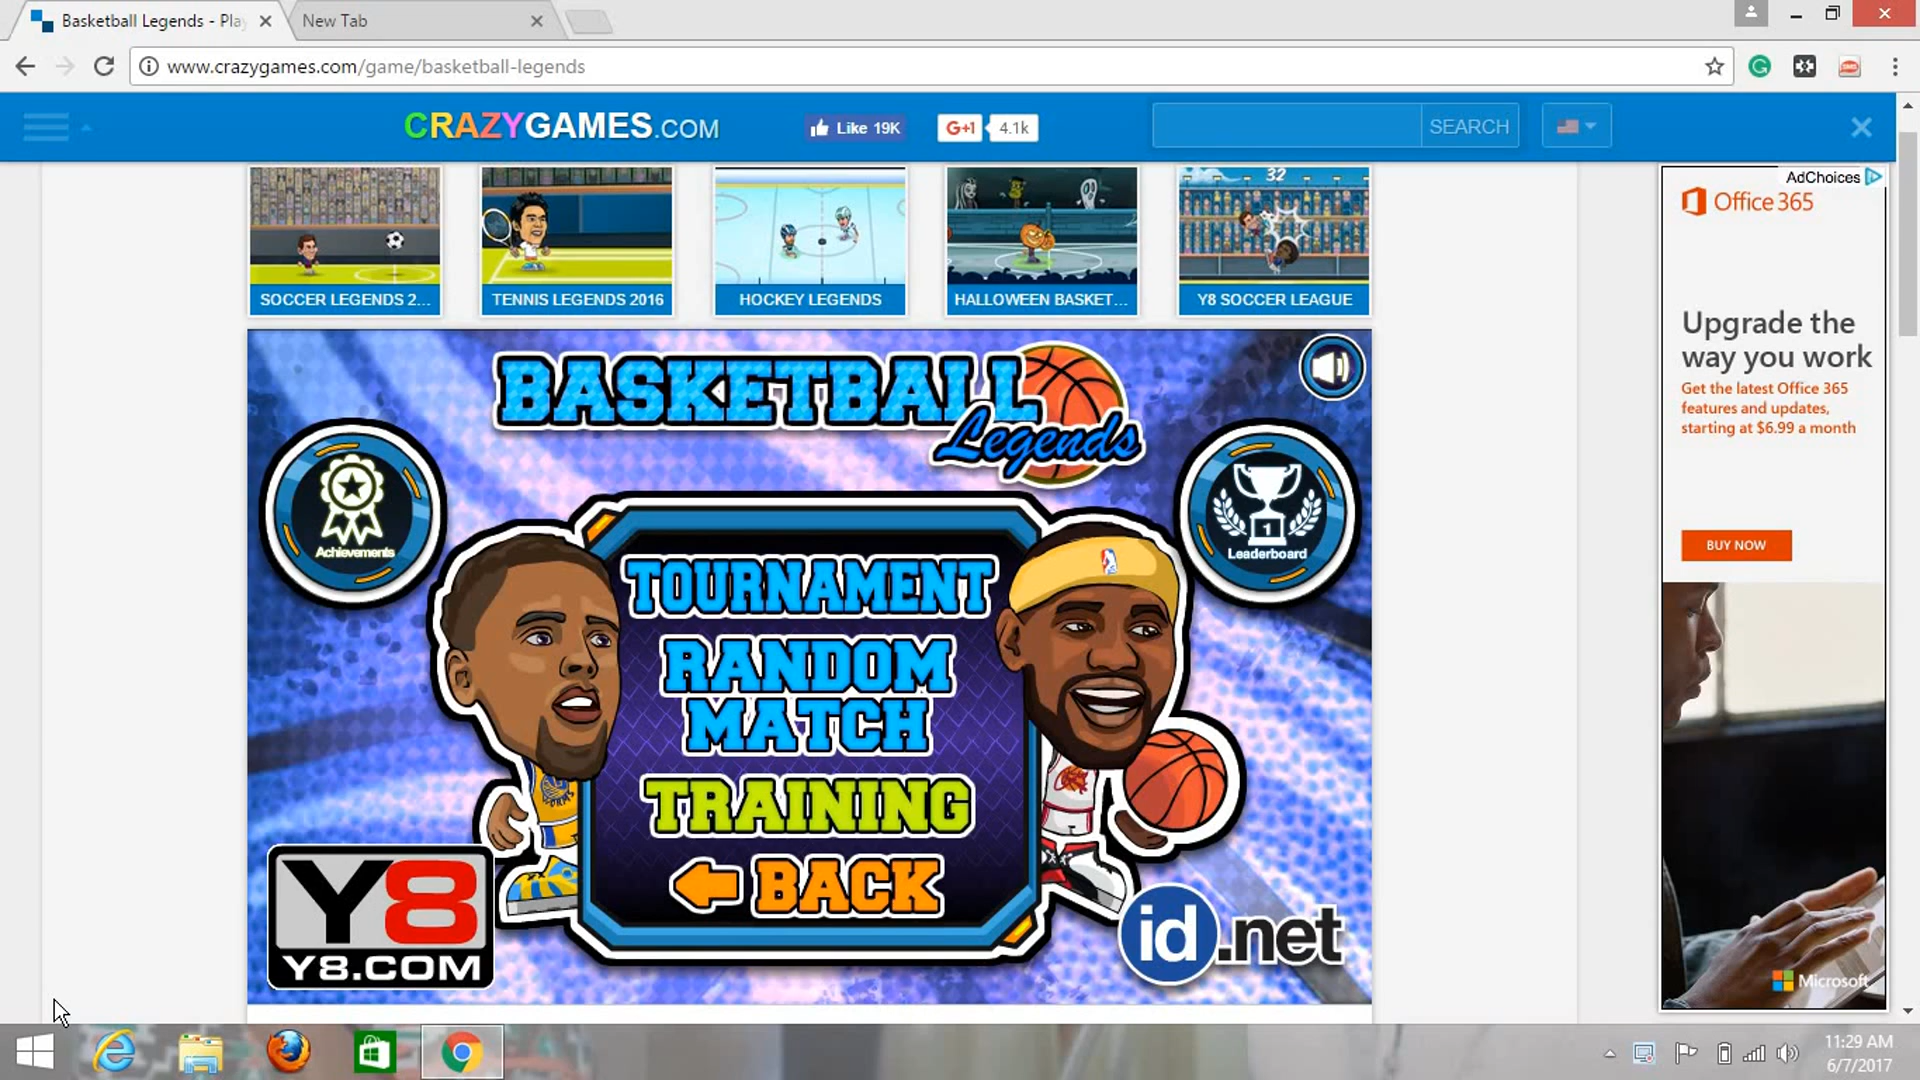 Basketball Legends - Play
New Tab
www.crazygames.com/game/basketball-legends
CRAZYGAMES.COM
Like 19K
G+1
4.1k
SEARCH
32
SOCCER LEGENDS 2...
TENNIS LEGENDS 2016
HOCKEY LEGENDS
HALLOWEEN BASKET...
Y8 SOCCER LEAGUE
AdChoices
Office 365
Upgrade the
way you work
Get the latest Office 365
features and updates,
starting at $6.99 a month
BUY NOW
Microsoft
BASKETBALL
Legends
Achievements
1
Leaderboard
TOURNAMENT
RANDOM
MATCH
TRAINING
BACK
Y8
Y8.COM
id.net
11:29 AM
6/7/2017